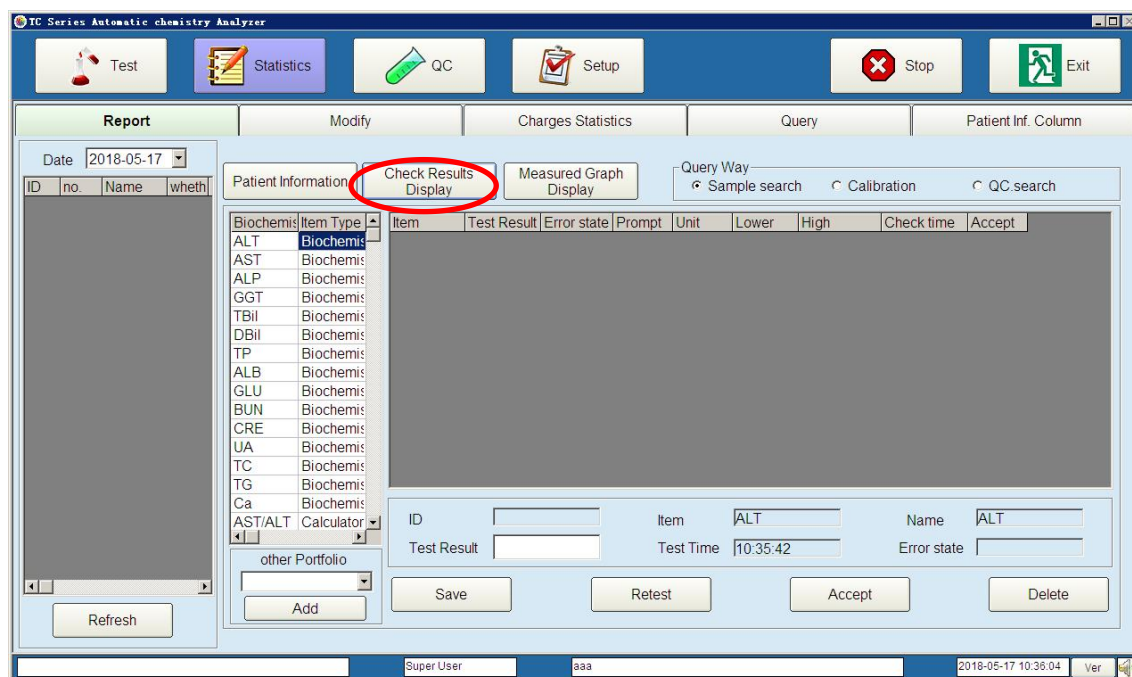 TC Series Automatic chemistry Analyzer
Test Statistics QC Setup Stop Exit
Report Modify Charges Statistics Query Patient Inf. Column
Date 2018-05-17
ID no. Name wheth
Patient Information
Check Results
Display
Measured Graph
Display
Query Way
Sample search Calibration QC search
Biochemis Item Type
ALT Biochemis
AST Biochemis
ALP Biochemis
GGT Biochemis
TBil Biochemis
DBil Biochemis
TP Biochemis
ALB Biochemis
GLU Biochemis
BUN Biochemis
CRE Biochemis
UA Biochemis
TC Biochemis
TG Biochemis
Ca Biochemis
AST/ALT Calculator
Item Test Result Error state Prompt Unit Lower High Check time Accept
ID Item ALT Name ALT
Test Result Test Time 10:35:42 Error state
other Portfolio
Add
Save Retest Accept Delete
Refresh
Super User aaa 2018-05-17 10:36:04 Ver